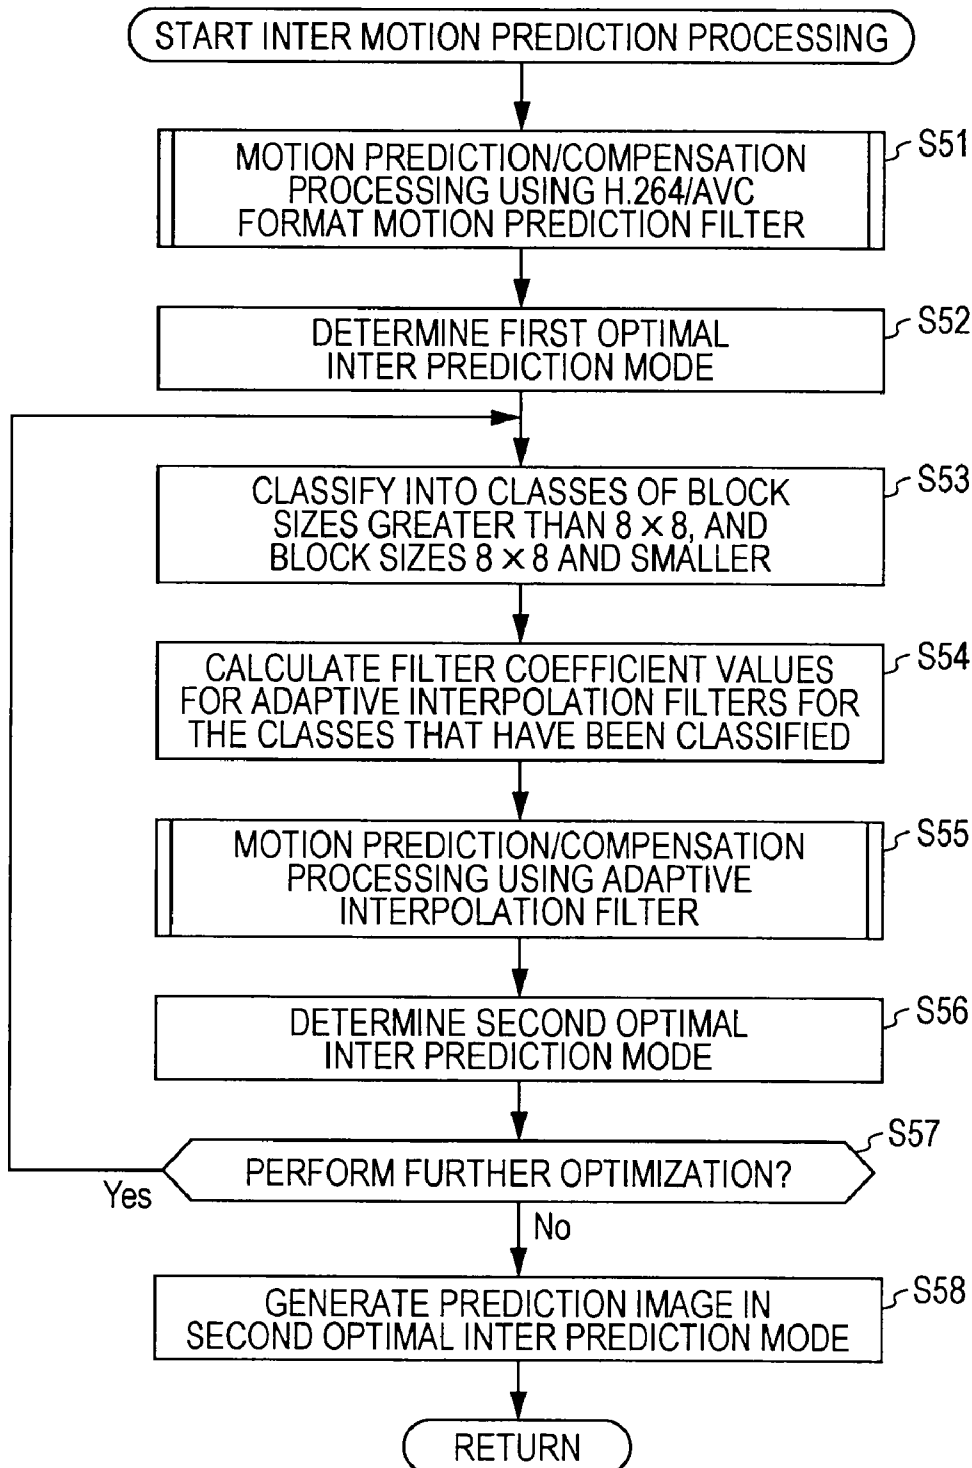 START INTER MOTION PREDICTION PROCESSING
S51
MOTION PREDICTION/COMPENSATION
PROCESSING USING H.264/AVC
FORMAT MOTION PREDICTION FILTER
S52
DETERMINE FIRST OPTIMAL
INTER PREDICTION MODE
S53
CLASSIFY INTO CLASSES OF BLOCK
SIZES GREATER THAN 8 × 8, AND
BLOCK SIZES 8 × 8 AND SMALLER
S54
CALCULATE FILTER COEFFICIENT VALUES
FOR ADAPTIVE INTERPOLATION FILTERS FOR
THE CLASSES THAT HAVE BEEN CLASSIFIED
S55
MOTION PREDICTION/COMPENSATION
PROCESSING USING ADAPTIVE
INTERPOLATION FILTER
S56
DETERMINE SECOND OPTIMAL
INTER PREDICTION MODE
S57
PERFORM FURTHER OPTIMIZATION?
Yes
No
S58
GENERATE PREDICTION IMAGE IN
SECOND OPTIMAL INTER PREDICTION MODE
RETURN